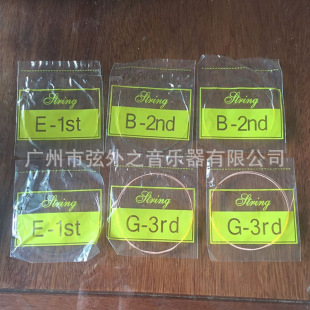 String String String
E-1st B-2nd B-2nd
广州市弦外之音乐器有限公司
String String String
E-1st G-3rd G-3rd